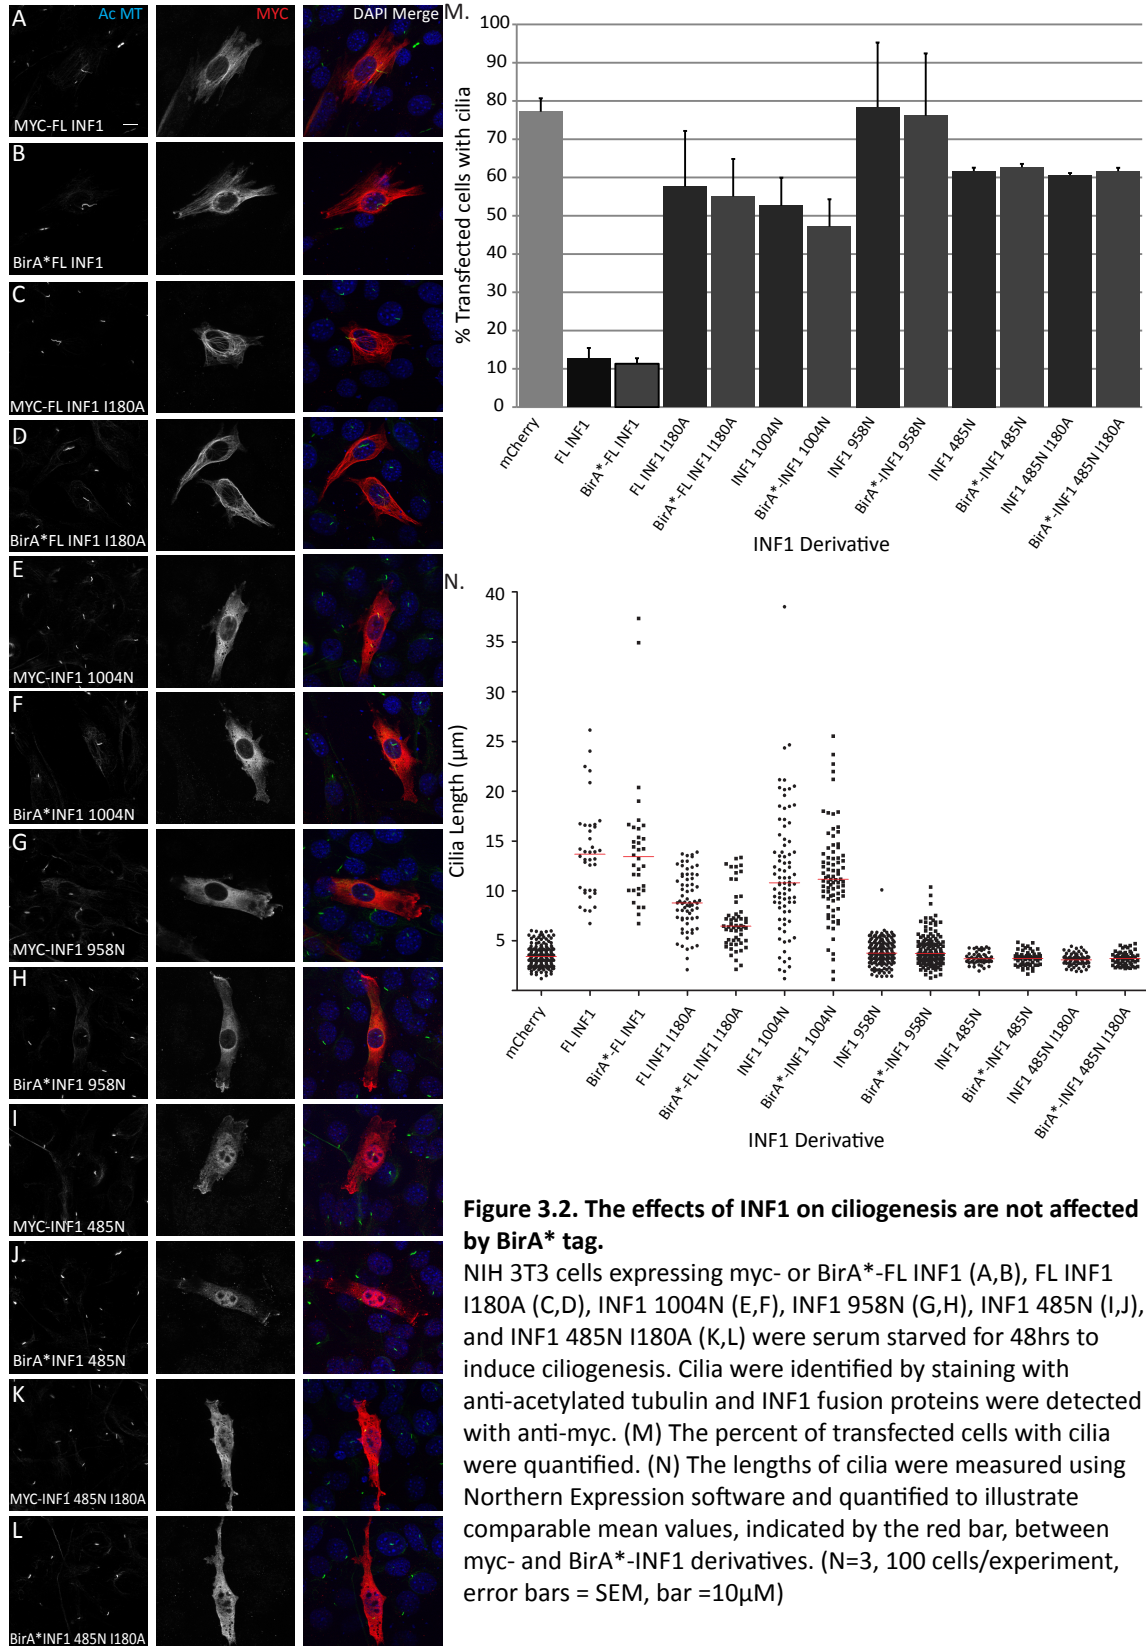 A
Ac MT
MYC
DAPI Merge
MYC-FL INF1
B
BirA*FL INF1
C
MYC-FL INF1 I180A
D
BirA*FL INF1 I180A
E
MYC-INF1 1004N
F
BirA*INF1 1004N
G
MYC-INF1 958N
H
BirA*INF1 958N
I
MYC-INF1 485N
J
BirA*INF1 485N
K
MYC-INF1 485N I180A
L
BirA*INF1 485N I180A
M.
% Transfected cells with cilia
100
90
80
70
60
50
40
30
20
10
0
mCherry
FL INF1
BirA*-FL INF1
FL INF1 I180A
BirA*-FL INF1 I180A
INF1 1004N
BirA*-INF1 1004N
INF1 958N
BirA*-INF1 958N
INF1 485N
BirA*-INF1 485N
INF1 485N I180A
BirA*-INF1 485N I180A
INF1 Derivative
N.
Cilia Length (µm)
40
35
30
25
20
15
10
5
mCherry
FL INF1
BirA*-FL INF1
FL INF1 I180A
BirA*-FL INF1 I180A
INF1 1004N
BirA*-INF1 1004N
INF1 958N
BirA*-INF1 958N
INF1 485N
BirA*-INF1 485N
INF1 485N I180A
BirA*-INF1 485N I180A
INF1 Derivative
Figure 3.2. The effects of INF1 on ciliogenesis are not affected
by BirA* tag.
NIH 3T3 cells expressing myc- or BirA*-FL INF1 (A,B), FL INF1
I180A (C,D), INF1 1004N (E,F), INF1 958N (G,H), INF1 485N (I,J),
and INF1 485N I180A (K,L) were serum starved for 48hrs to
induce ciliogenesis. Cilia were identified by staining with
anti-acetylated tubulin and INF1 fusion proteins were detected
with anti-myc. (M) The percent of transfected cells with cilia
were quantified. (N) The lengths of cilia were measured using
Northern Expression software and quantified to illustrate
comparable mean values, indicated by the red bar, between
myc- and BirA*-INF1 derivatives. (N=3, 100 cells/experiment,
error bars = SEM, bar =10µM)